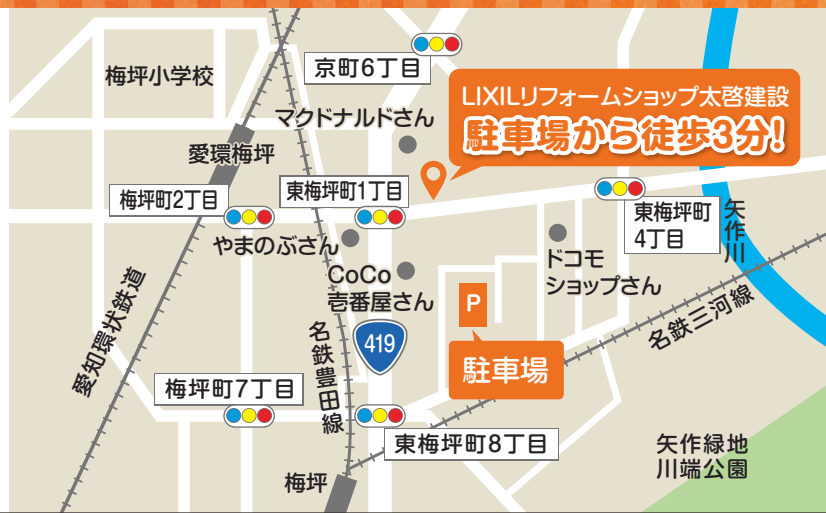 京町6丁目
梅坪小学校
LIXILリフォームショップ太啓建設
駐車場から徒歩3分!
マクドナルドさん
愛環梅坪
梅坪町2丁目
東梅坪町1丁目
東梅坪町
4丁目
矢作川
やまのぶさん
CoCo
壱番屋さん
ドコモ
ショップさん
P
駐車場
419
愛知環状鉄道
名鉄豊田線
名鉄三河線
梅坪町7丁目
東梅坪町8丁目
矢作緑地
川端公園
梅坪